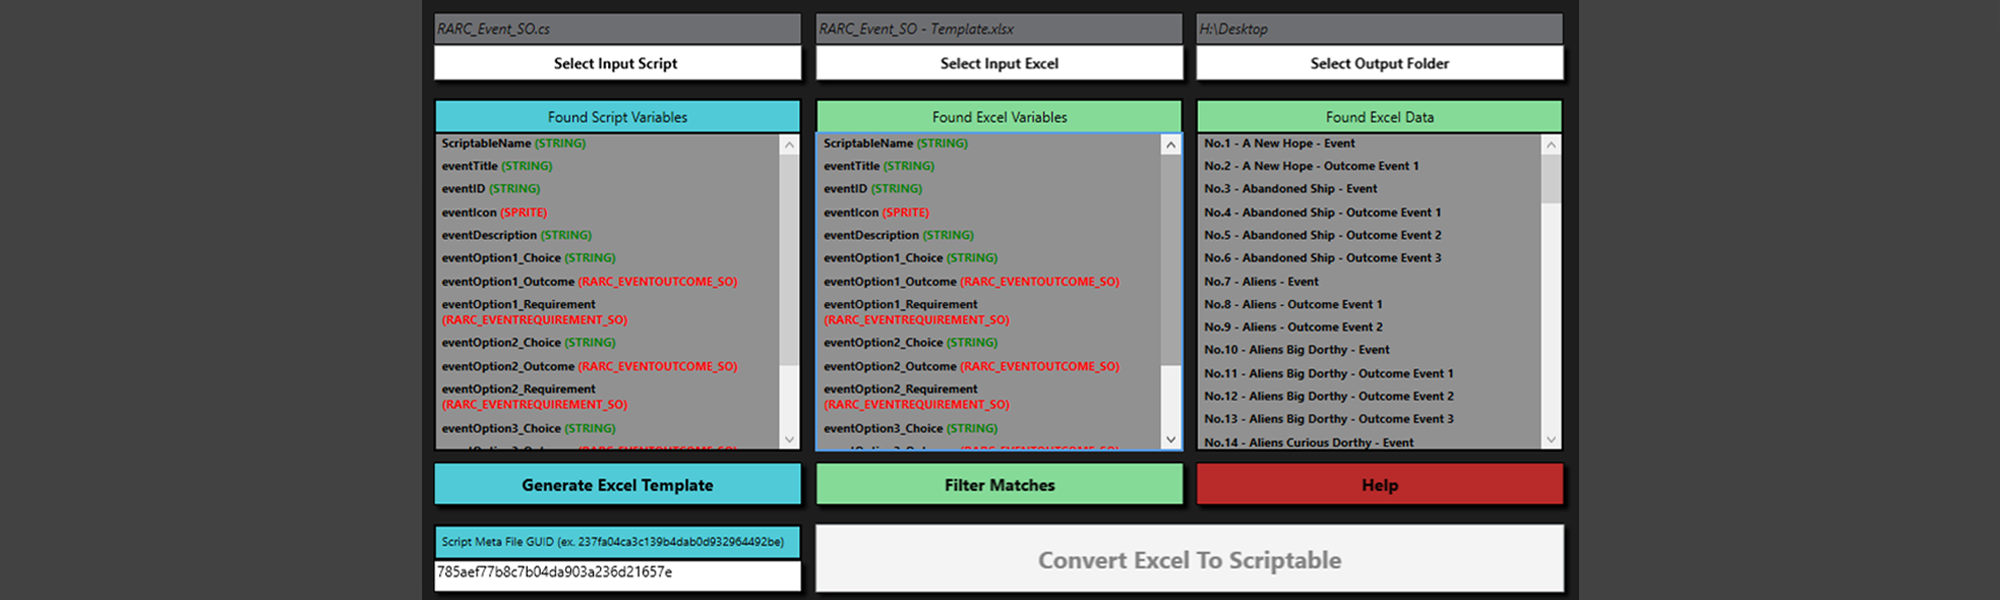 RARC_Event_SO.cs
Select Input Script
RARC_Event_SO - Template.xlsx
Select Input Excel
H:\Desktop
Select Output Folder
Found Script Variables
ScriptableName (STRING)
eventTitle (STRING)
eventID (STRING)
eventIcon (SPRITE)
eventDescription (STRING)
eventOption1_Choice (STRING)
eventOption1_Outcome (RARC_EVENTOUTCOME_SO)
eventOption1_Requirement
(RARC_EVENTREQUIREMENT_SO)
eventOption2_Choice (STRING)
eventOption2_Outcome (RARC_EVENTOUTCOME_SO)
eventOption2_Requirement
(RARC_EVENTREQUIREMENT_SO)
eventOption3_Choice (STRING)
Found Excel Variables
ScriptableName (STRING)
eventTitle (STRING)
eventID (STRING)
eventIcon (SPRITE)
eventDescription (STRING)
eventOption1_Choice (STRING)
eventOption1_Outcome (RARC_EVENTOUTCOME_SO)
eventOption1_Requirement
(RARC_EVENTREQUIREMENT_SO)
eventOption2_Choice (STRING)
eventOption2_Outcome (RARC_EVENTOUTCOME_SO)
eventOption2_Requirement
(RARC_EVENTREQUIREMENT_SO)
eventOption3_Choice (STRING)
Found Excel Data
No.1 - A New Hope - Event
No.2 - A New Hope - Outcome Event 1
No.3 - Abandoned Ship - Event
No.4 - Abandoned Ship - Outcome Event 1
No.5 - Abandoned Ship - Outcome Event 2
No.6 - Abandoned Ship - Outcome Event 3
No.7 - Aliens - Event
No.8 - Aliens - Outcome Event 1
No.9 - Aliens - Outcome Event 2
No.10 - Aliens Big Dorthy - Event
No.11 - Aliens Big Dorthy - Outcome Event 1
No.12 - Aliens Big Dorthy - Outcome Event 2
No.13 - Aliens Big Dorthy - Outcome Event 3
No.14 - Aliens Curious Dorthy - Event
Generate Excel Template
Filter Matches
Help
Script Meta File GUID (ex. 237fa04ca3c139b4dab0d932964492be)
785aef77b8c7b04da903a236d21657e
Convert Excel To Scriptable